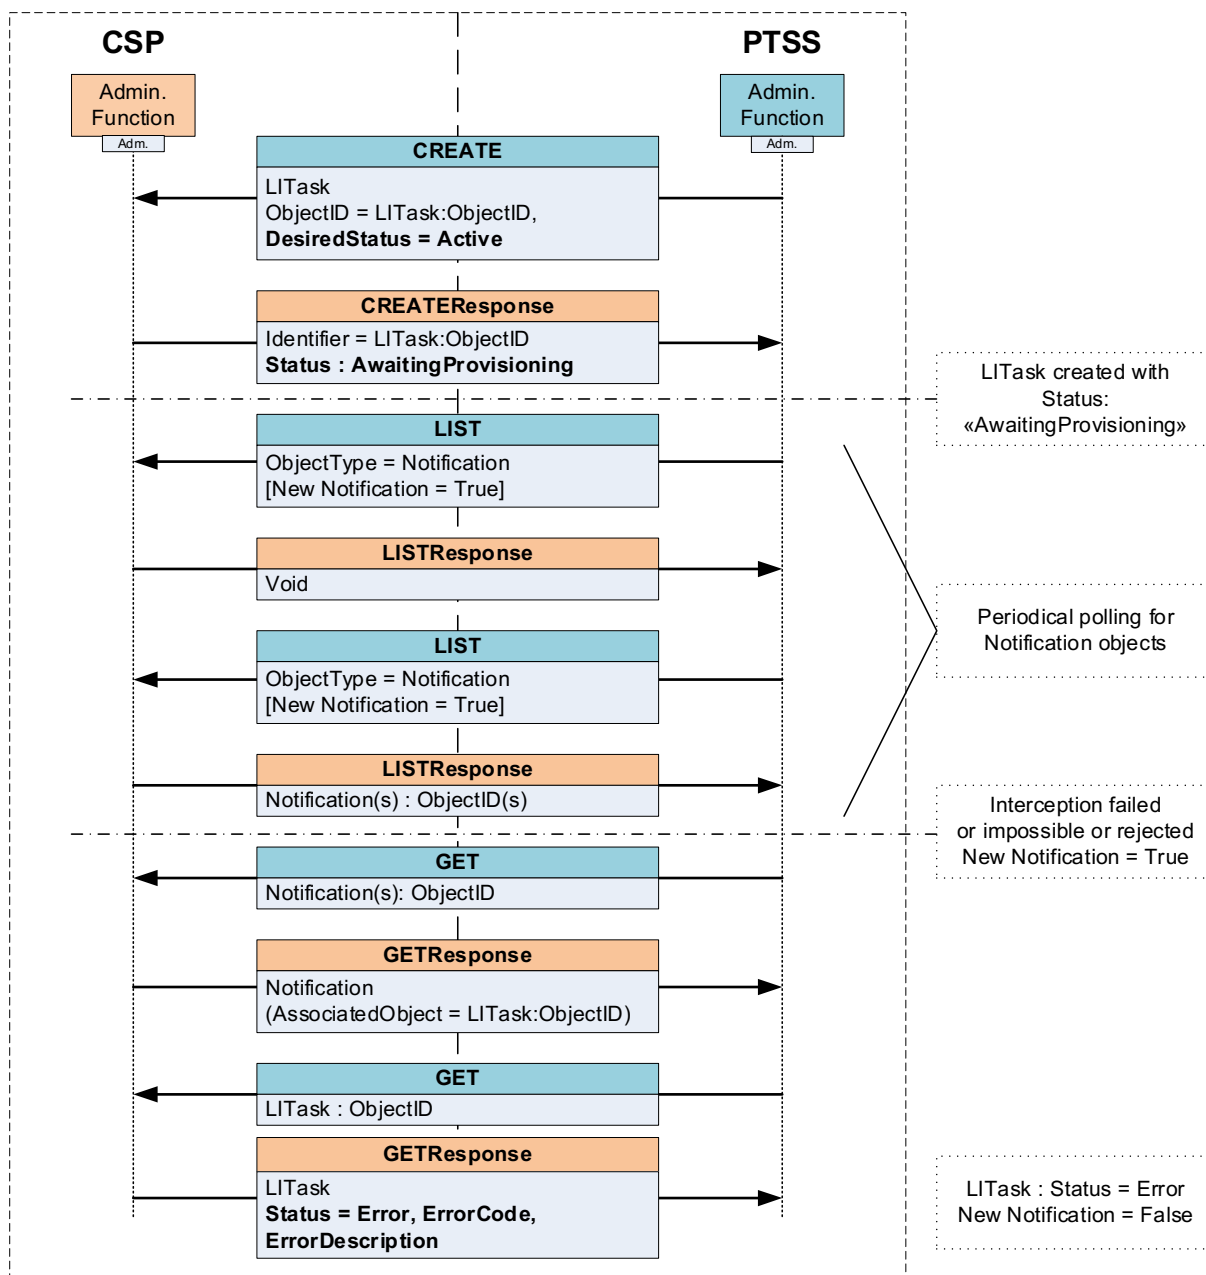 CSP
PTSS
Admin.
Function
Adm.
Admin.
Function
Adm.
CREATE
LITask
ObjectID = LITask:ObjectID,
DesiredStatus = Active
CREATEResponse
Identifier = LITask:ObjectID
Status : AwaitingProvisioning
LITask created with
Status:
«AwaitingProvisioning»
LIST
ObjectType = Notification
[New Notification = True]
LISTResponse
Void
Periodical polling for
Notification objects
LIST
ObjectType = Notification
[New Notification = True]
LISTResponse
Notification(s) : ObjectID(s)
Interception failed
or impossible or rejected
New Notification = True
GET
Notification(s): ObjectID
GETResponse
Notification
(AssociatedObject = LITask:ObjectID)
GET
LITask : ObjectID
GETResponse
LITask
Status = Error, ErrorCode,
ErrorDescription
LITask : Status = Error
New Notification = False